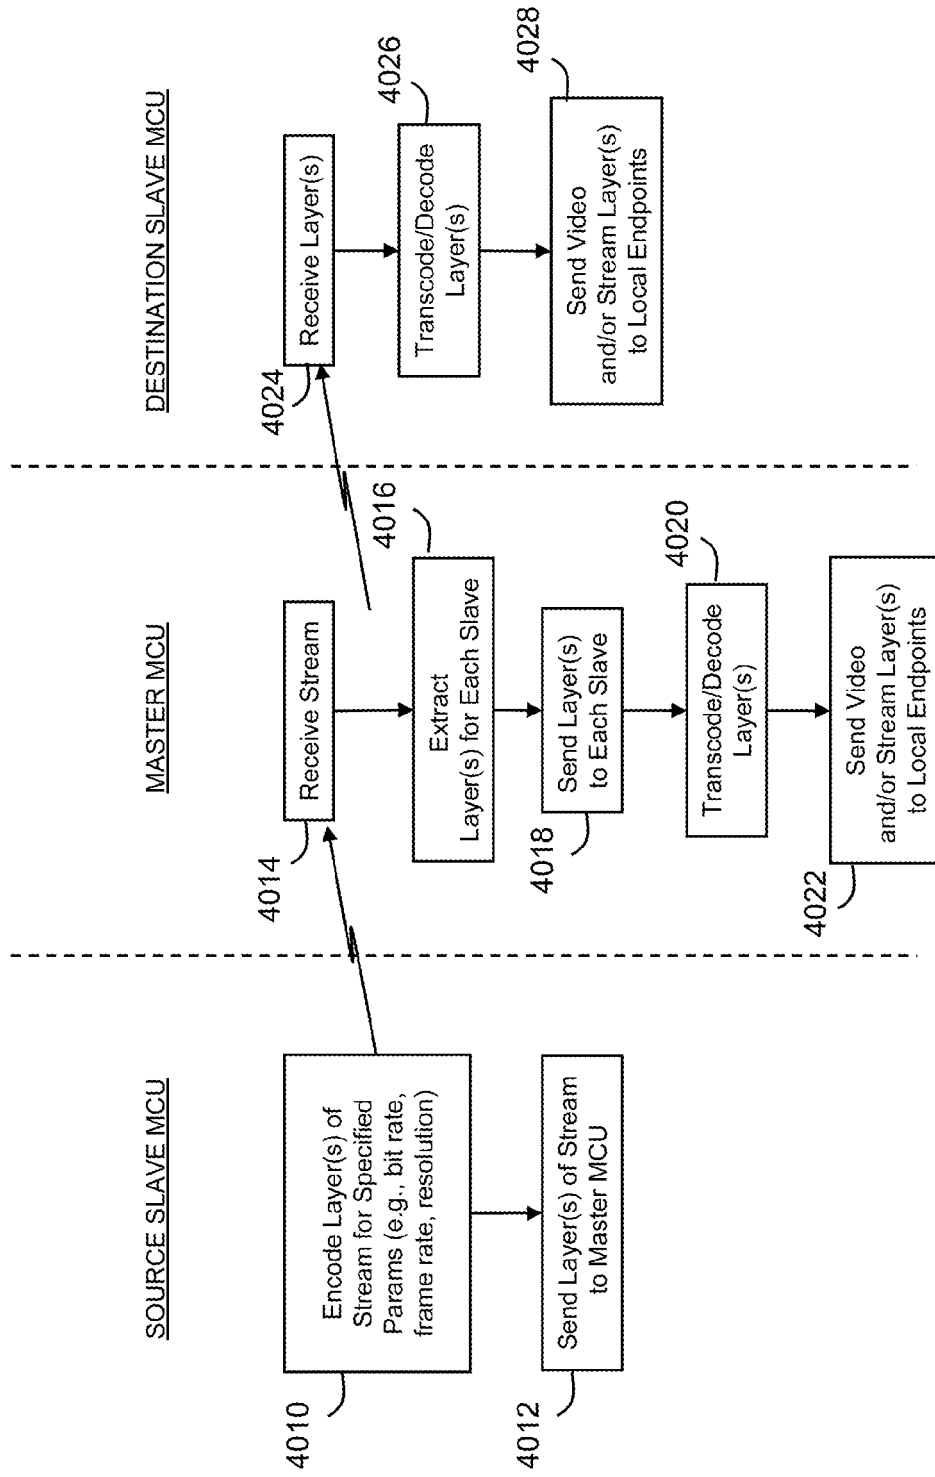 SOURCE SLAVE MCU
4010
Encode Layer(s) of
Stream for Specified
Params (e.g., bit rate,
frame rate, resolution)
4012
Send Layer(s) of Stream
to Master MCU
MASTER MCU
4014
Receive Stream
4016
Extract
Layer(s) for Each Slave
4018
Send Layer(s)
to Each Slave
4020
Transcode/Decode
Layer(s)
4022
Send Video
and/or Stream Layer(s)
to Local Endpoints
DESTINATION SLAVE MCU
4024
Receive Layer(s)
4026
Transcode/Decode
Layer(s)
4028
Send Video
and/or Stream Layer(s)
to Local Endpoints